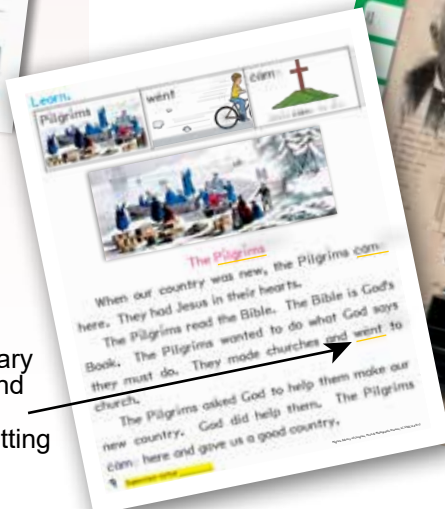 Learn.
Pilgrims
went
cām
The Pilgrims
When our country was new, the Pilgrims cām
here. They had Jesus in their hearts.
The Pilgrims read the Bible. The Bible is God's
Book. The Pilgrims wanted to do what God says
they must do. They made churches and went to
church.
The Pilgrims asked God to help them make our
new country. God did help them. The Pilgrims
cām here and gave us a good country.
ary
nd
tting